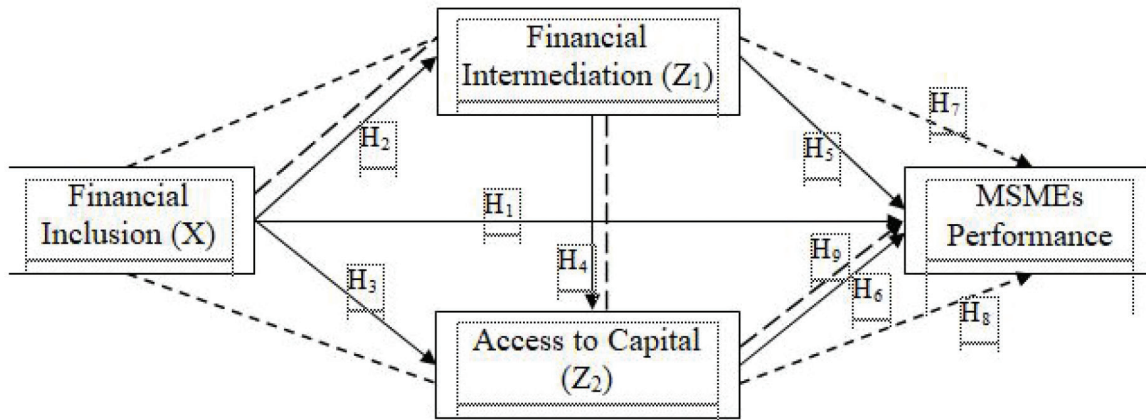 Financial
Intermediation (Z₁)
H₇
H₂
H₅
Financial
Inclusion (X)
H₁
MSMEs
Performance
H₄
H₉
H₃
H₆
H₈
Access to Capital
(Z₂)